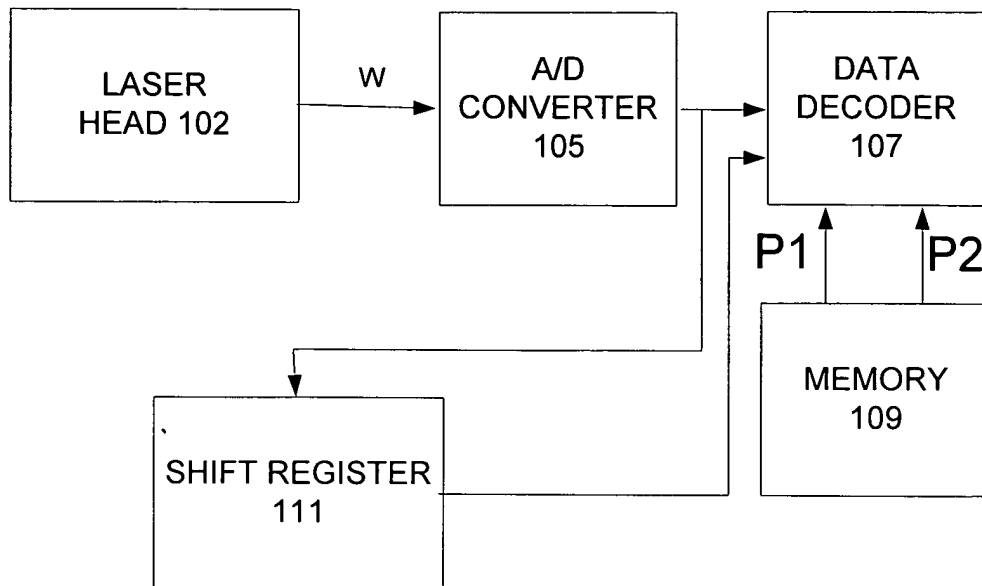 LASER
HEAD 102
W
A/D
CONVERTER
105
DATA
DECODER
107
P1
P2
MEMORY
109
SHIFT REGISTER
111